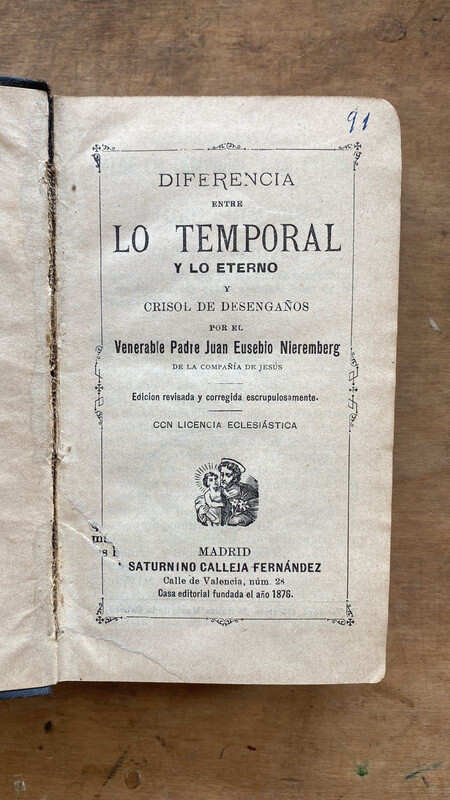 91
DIFERENCIA
ENTRE
LO TEMPORAL
Y LO ETERNO
Y
CRISOL DE DESENGAÑOS
POR EL
Venerable Padre Juan Eusebio Nieremberg
DE LA COMPAÑÍA DE JESÚS
Edicion revisada y corregida escrupulosamente.
CON LICENCIA ECLESIÁSTICA
MADRID
SATURNINO CALLEJA FERNÁNDEZ
Calle de Valencia, núm. 28
Casa editorial fundada el año 1876.